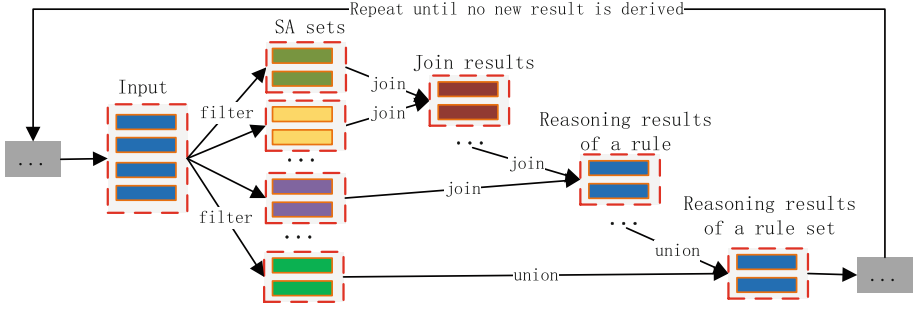 Repeat until no new result is derived
SA sets
Input
Join results
join
filter
join
Reasoning results
of a rule
...
...
...
join
join
filter
Reasoning results
of a rule set
...
...
union
union
...